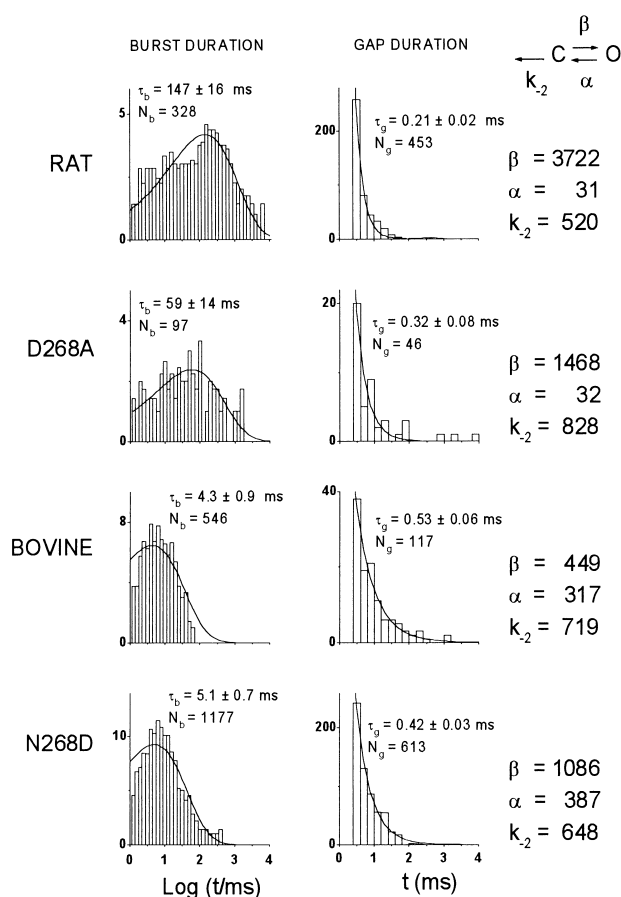 BURST DURATION
GAP DURATION
β
C ⇄ O
k-2
α
RAT
τb = 147 ± 16 ms
Nb = 328
5
0
τg = 0.21 ± 0.02 ms
Ng = 453
200
0
β = 3722
α = 31
k-2 = 520
D268A
τb = 59 ± 14 ms
Nb = 97
4
0
τg = 0.32 ± 0.08 ms
Ng = 46
20
0
β = 1468
α = 32
k-2 = 828
BOVINE
τb = 4.3 ± 0.9 ms
Nb = 546
8
0
τg = 0.53 ± 0.06 ms
Ng = 117
40
0
β = 449
α = 317
k-2 = 719
N268D
τb = 5.1 ± 0.7 ms
Nb = 1177
10
0
τg = 0.42 ± 0.03 ms
Ng = 613
200
0
β = 1086
α = 387
k-2 = 648
0 1 2 3 4
Log (t/ms)
0 1 2 3 4
t (ms)